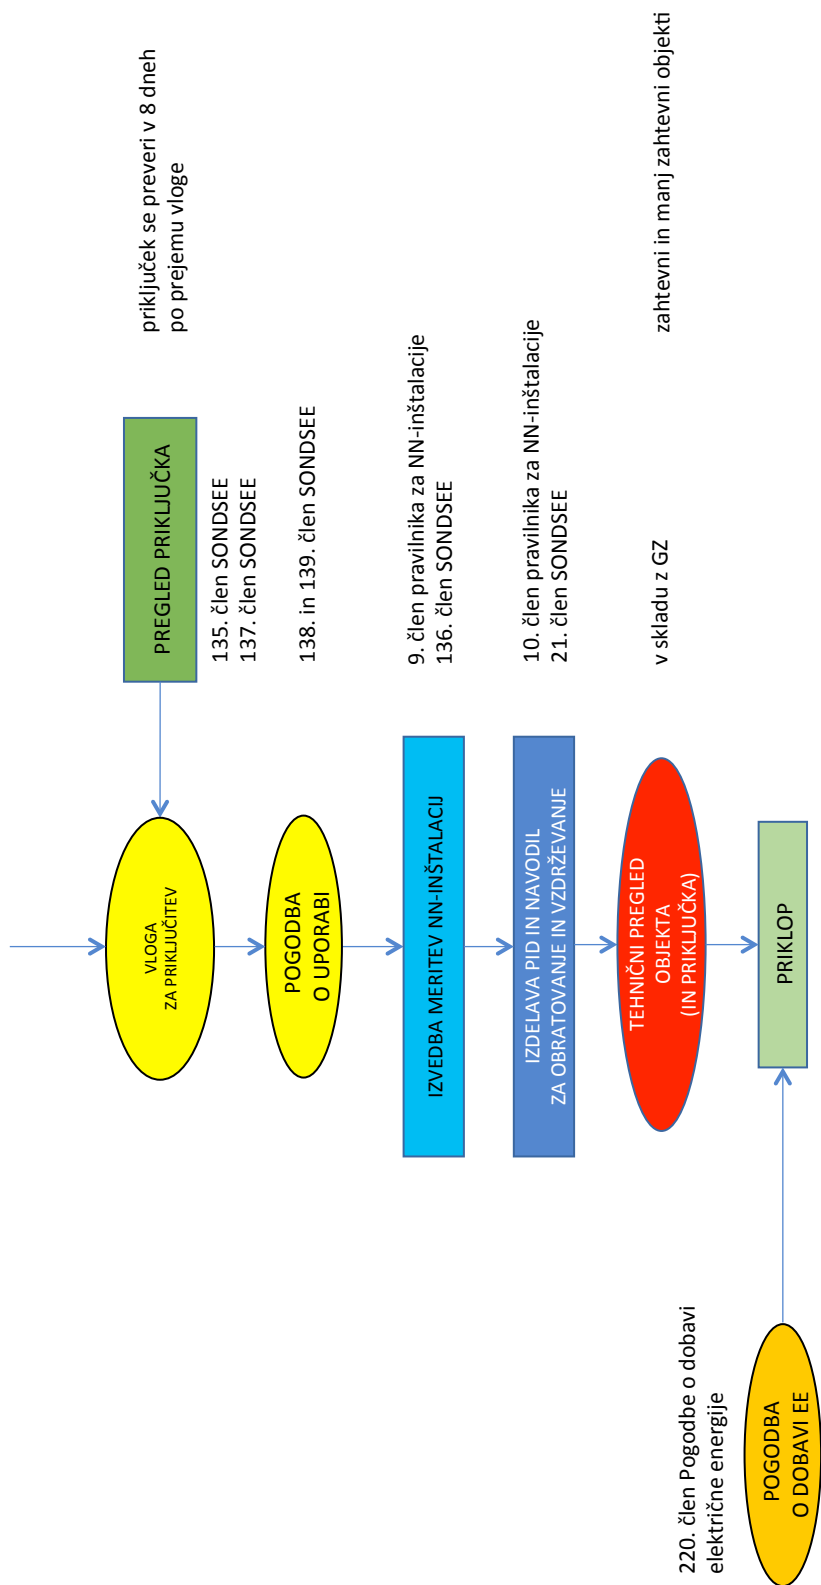 priključek se preveri v 8 dneh
po prejemu vloge
PREGLED PRIKLJUČKA
135. člen SONDSEE
137. člen SONDSEE
VLOGA
ZA PRIKLJUČITEV
138. in 139. člen SONDSEE
POGODBA
O UPORABI
9. člen pravilnika za NN-inštalacije
136. člen SONDSEE
IZVEDBA MERITEV NN-INŠTALACIJ
10. člen pravilnika za NN-inštalacije
21. člen SONDSEE
IZDELAVA PID IN NAVODIL
ZA OBRATOVANJE IN VZDRŽEVANJE
zahtevni in manj zahtevni objekti
v skladu z GZ
TEHNIČNI PREGLED
OBJEKTA
(IN PRIKLJUČKA)
PRIKLOP
220. člen Pogodbe o dobavi
električne energije
POGODBA
O DOBAVI EE